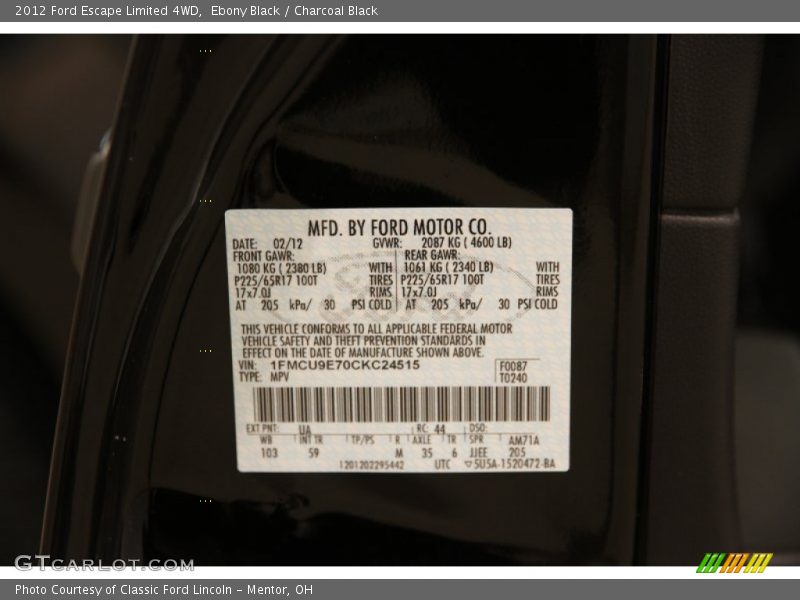 2012 Ford Escape Limited 4WD, Ebony Black / Charcoal Black
MFD. BY FORD MOTOR CO.
DATE: 02/12 GVWR: 2087 KG ( 4600 LB)
FRONT GAWR: REAR GAWR:
1080 KG ( 2380 LB) WITH 1061 KG ( 2340 LB) WITH
P225/65R17 100T TIRES P225/65R17 100T TIRES
17x7.0J RIMS 17x7.0J RIMS
AT 205 kPa/ 30 PSI COLD AT 205 kPa/ 30 PSI COLD
THIS VEHICLE CONFORMS TO ALL APPLICABLE FEDERAL MOTOR
VEHICLE SAFETY AND THEFT PREVENTION STANDARDS IN
EFFECT ON THE DATE OF MANUFACTURE SHOWN ABOVE.
VIN: 1FMCU9E70CKC24515 F0087
TYPE: MPV T0240
EXT PNT: UA RC: 44 DSO:
WB INT TR TP/PS R AXLE TR SPR AM71A
103 59 M 35 6 JJEE 205
1201202295442 UTC ▽5U5A-1520472-BA
GTCARLOT.COM
Photo Courtesy of Classic Ford Lincoln – Mentor, OH